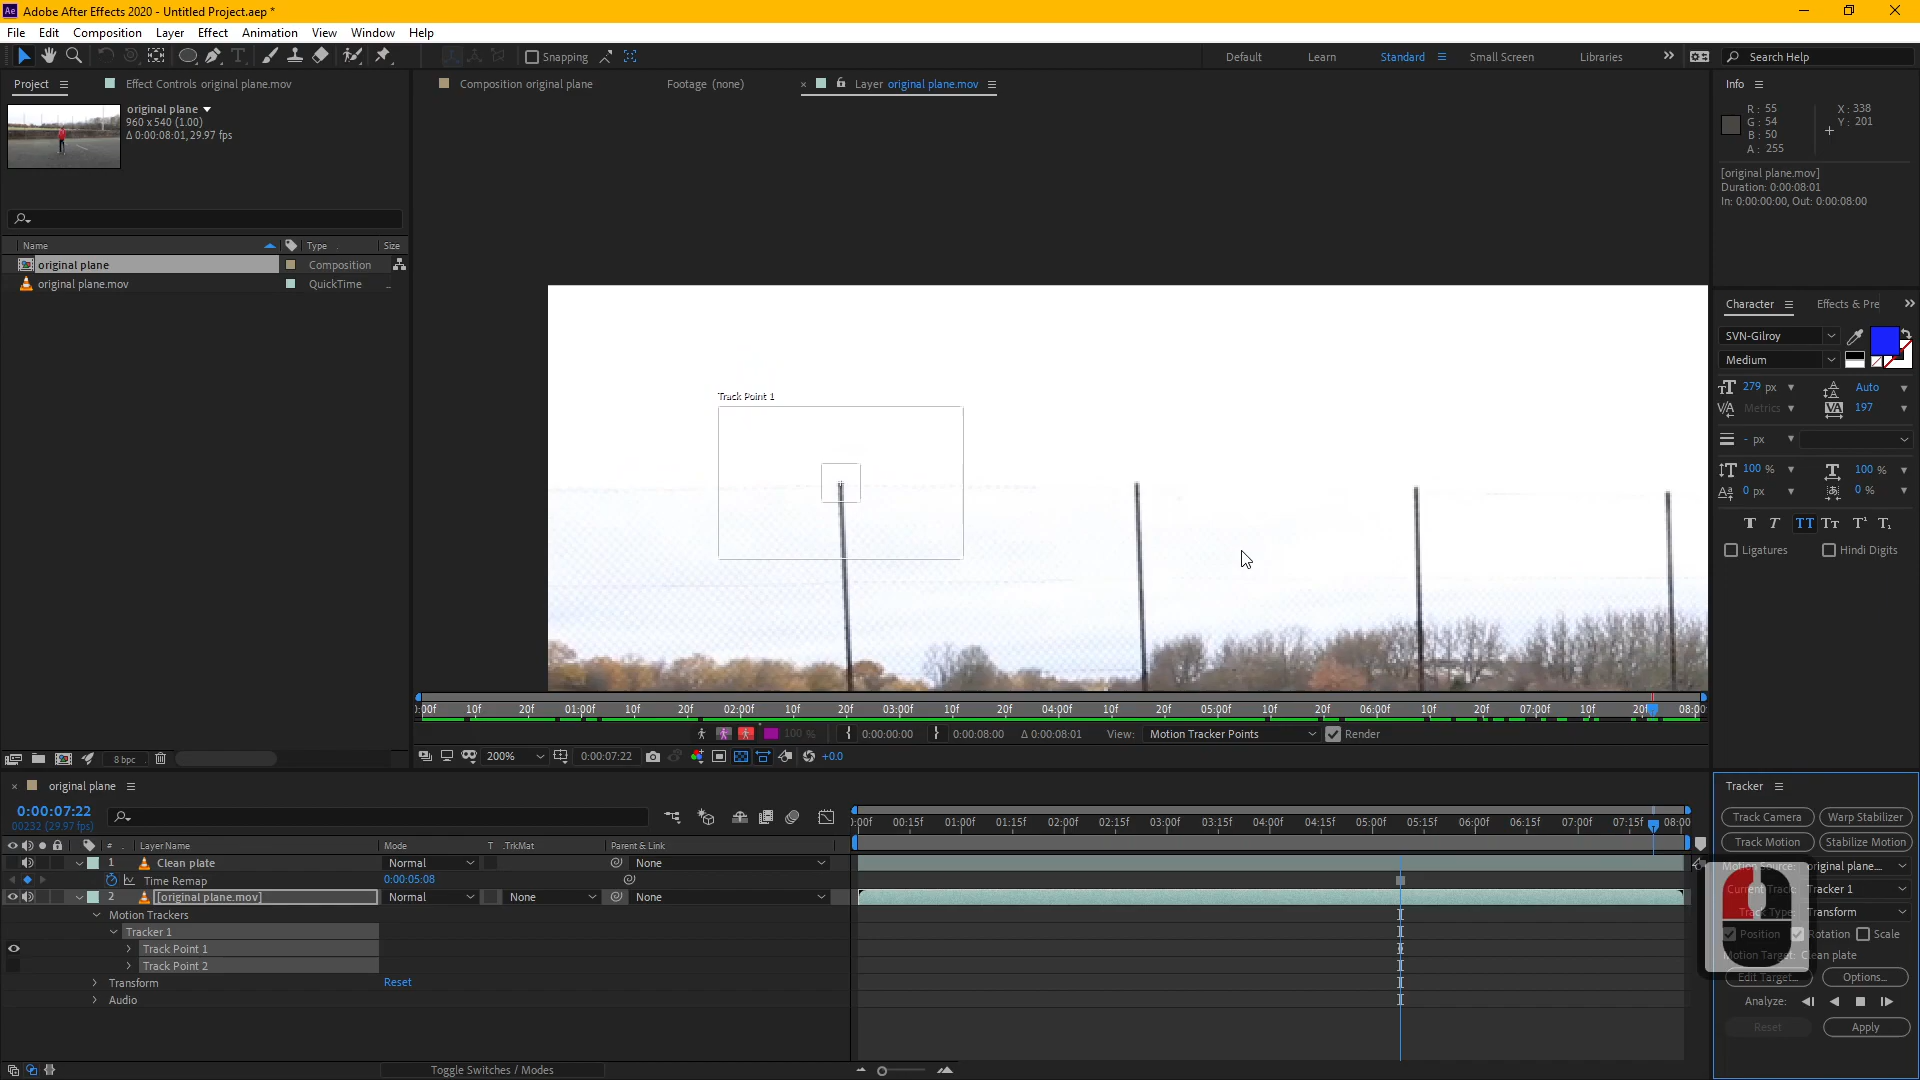 Adobe After Effects 2020 - Untitled Project.aep *
File Edit Composition Layer Effect Animation View Window Help
Snapping
Default Learn Standard Small Screen Libraries Search Help
Project Effect Controls original plane.mov
Composition original plane Footage (none) Layer original plane.mov
Info
original plane
960 x 540 (1.00)
Δ 0:00:08:01, 29.97 fps
R : 55
G : 54
B : 50
A : 255
X : 338
Y : 201
[original plane.mov]
Duration: 0:00:08:01
In: 0:00:00:00, Out: 0:00:08:00
Name Type Size
original plane Composition
original plane.mov QuickTime
Character Effects & Pre
SVN-Gilroy
Medium
279 px Auto
Metrics 197
- px
100 % 100 %
0 px 0 %
Ligatures Hindi Digits
Track Point 1
:00f 10f 20f 01:00f 10f 20f 02:00f 10f 20f 03:00f 10f 20f 04:00f 10f 20f 05:00f 10f 20f 06:00f 10f 20f 07:00f 10f 20f 08:00
100 % 0:00:00:00 0:00:08:00 Δ 0:00:08:01 View: Motion Tracker Points Render
8 bpc 200% 0:00:07:22 +0.0
original plane
0:00:07:22
00232 (29.97 fps)
:00f 00:15f 01:00f 01:15f 02:00f 02:15f 03:00f 03:15f 04:00f 04:15f 05:00f 05:15f 06:00f 06:15f 07:00f 07:15f 08:00
# Layer Name Mode T .TrkMat Parent & Link
1 Clean plate Normal None
Time Remap 0:00:05:08
2 [original plane.mov] Normal None None
Motion Trackers
Tracker 1
Track Point 1
Track Point 2
Transform Reset
Audio
Toggle Switches / Modes
Tracker
Track Camera Warp Stabilizer
Track Motion Stabilize Motion
Motion Source: original plane....
Current Track: Tracker 1
Track Type: Transform
Position Rotation Scale
Motion Target: Clean plate
Edit Target... Options...
Analyze:
Reset Apply